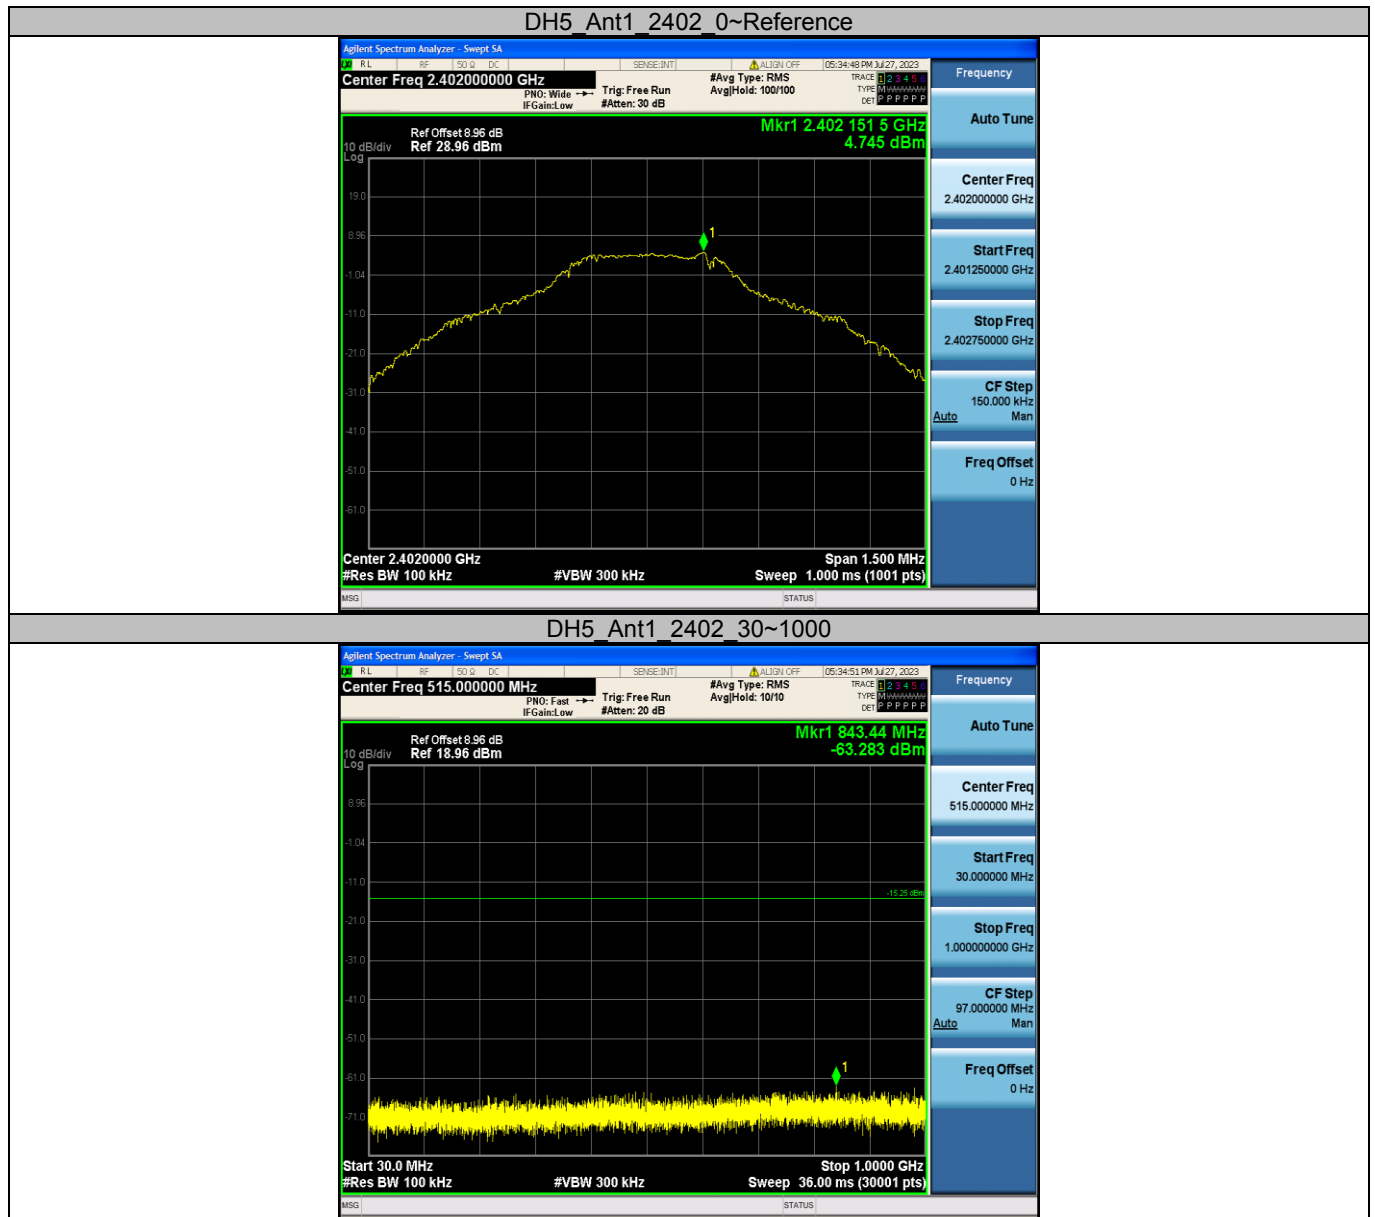 DH5_Ant1_2402_0~Reference
Agilent Spectrum Analyzer - Swept SA
RL RF 50 Ω DC SENSE:INT ALIGN OFF 05:34:48 PM Jul 27, 2023
Center Freq 2.402000000 GHz
PNO: Wide
IFGain:Low
Trig: Free Run
#Atten: 30 dB
#Avg Type: RMS
Avg|Hold: 100/100
TRACE 1 2 3 4 5 6
TYPE M
DET P P P P P P
Ref Offset 8.96 dB
10 dB/div Ref 28.96 dBm
Log
Mkr1 2.402 151 5 GHz
4.745 dBm
19.0
8.96
-1.04
-11.0
-21.0
-31.0
-41.0
-51.0
-61.0
1
Center 2.4020000 GHz Span 1.500 MHz
#Res BW 100 kHz #VBW 300 kHz Sweep 1.000 ms (1001 pts)
MSG STATUS
Frequency
Auto Tune
Center Freq
2.402000000 GHz
Start Freq
2.401250000 GHz
Stop Freq
2.402750000 GHz
CF Step
150.000 kHz
Auto Man
Freq Offset
0 Hz
DH5_Ant1_2402_30~1000
Agilent Spectrum Analyzer - Swept SA
RL RF 50 Ω DC SENSE:INT ALIGN OFF 05:34:51 PM Jul 27, 2023
Center Freq 515.000000 MHz
PNO: Fast
IFGain:Low
Trig: Free Run
#Atten: 20 dB
#Avg Type: RMS
Avg|Hold: 10/10
TRACE 1 2 3 4 5 6
TYPE M
DET P P P P P P
Ref Offset 8.96 dB
10 dB/div Ref 18.96 dBm
Log
Mkr1 843.44 MHz
-63.283 dBm
8.96
-1.04
-11.0
-21.0
-31.0
-41.0
-51.0
-61.0
-71.0
-15.25 dBm
1
Start 30.0 MHz Stop 1.0000 GHz
#Res BW 100 kHz #VBW 300 kHz Sweep 36.00 ms (30001 pts)
MSG STATUS
Frequency
Auto Tune
Center Freq
515.000000 MHz
Start Freq
30.000000 MHz
Stop Freq
1.000000000 GHz
CF Step
97.000000 MHz
Auto Man
Freq Offset
0 Hz